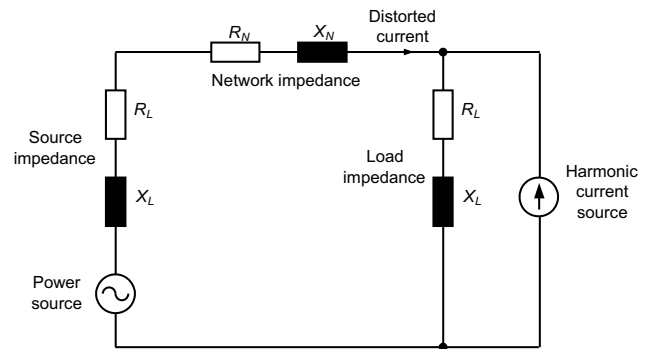 Distorted
current
R_N
X_N
Network impedance
R_L
Source
impedance
X_L
Power
source
R_L
Load
impedance
X_L
Harmonic
current
source